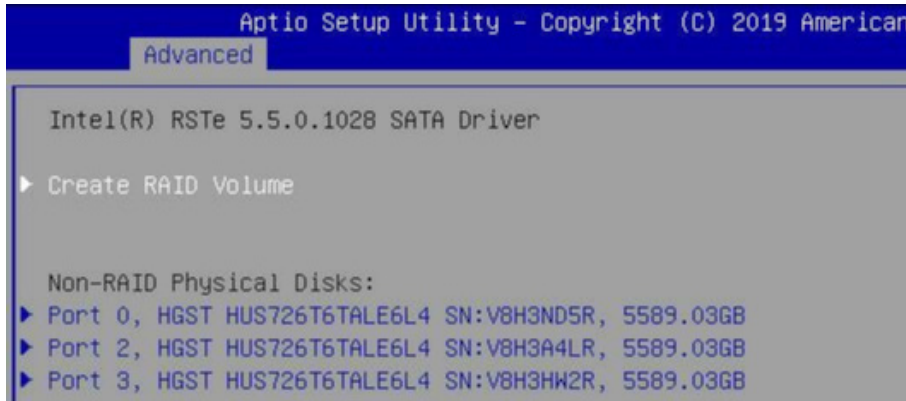 Aptio Setup Utility – Copyright (C) 2019 American
Advanced
Intel(R) RSTe 5.5.0.1028 SATA Driver
Create RAID Volume
Non-RAID Physical Disks:
Port 0, HGST HUS726T6TALE6L4 SN:V8H3ND5R, 5589.03GB
Port 2, HGST HUS726T6TALE6L4 SN:V8H3A4LR, 5589.03GB
Port 3, HGST HUS726T6TALE6L4 SN:V8H3HW2R, 5589.03GB